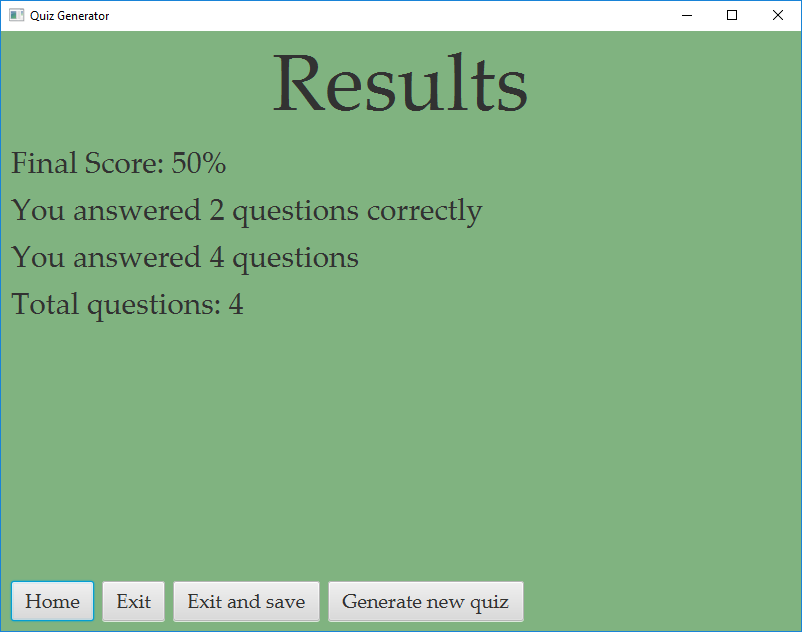 Quiz Generator
Results
Final Score: 50%
You answered 2 questions correctly
You answered 4 questions
Total questions: 4
Home Exit Exit and save Generate new quiz